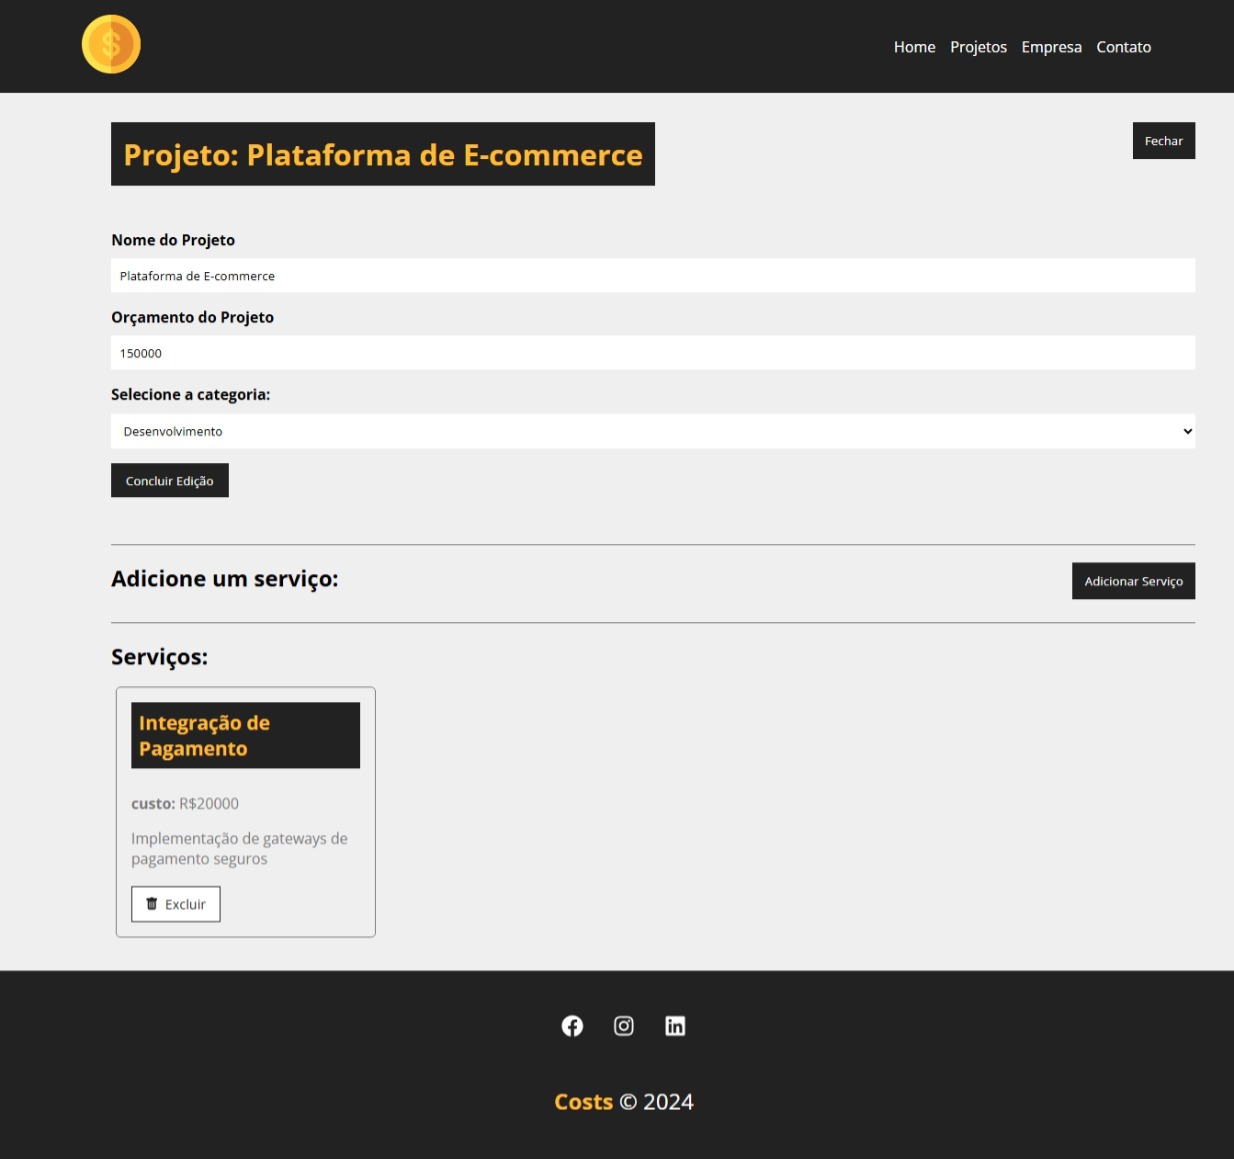 $
Home Projetos Empresa Contato
Projeto: Plataforma de E-commerce
Fechar
Nome do Projeto
Plataforma de E-commerce
Orçamento do Projeto
150000
Selecione a categoria:
Desenvolvimento
Concluir Edição
Adicione um serviço:
Adicionar Serviço
Serviços:
Integração de
Pagamento
custo: R$20000
Implementação de gateways de
pagamento seguros
Excluir
Costs © 2024